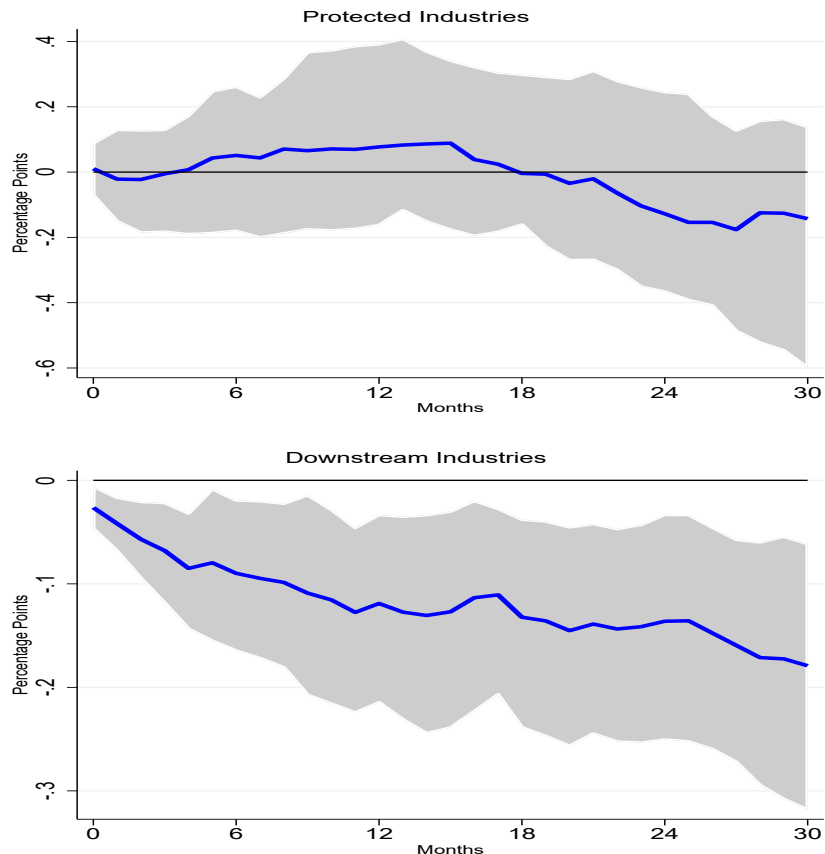 Protected Industries
Percentage Points
.4
.2
0
-.2
-.4
-.6
0 6 12 18 24 30
Months
Downstream Industries
Percentage Points
0
-.1
-.2
-.3
0 6 12 18 24 30
Months